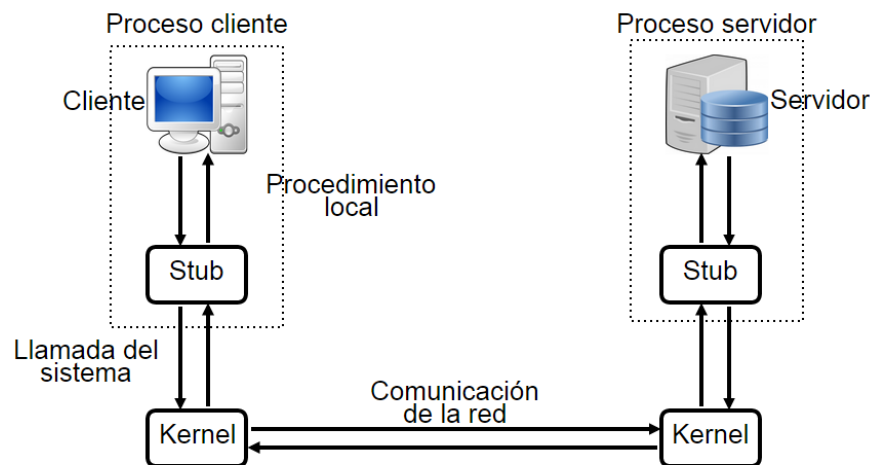 Proceso cliente
Proceso servidor
Cliente
Servidor
Procedimiento
local
Stub
Stub
Llamada del
sistema
Comunicación
de la red
Kernel
Kernel